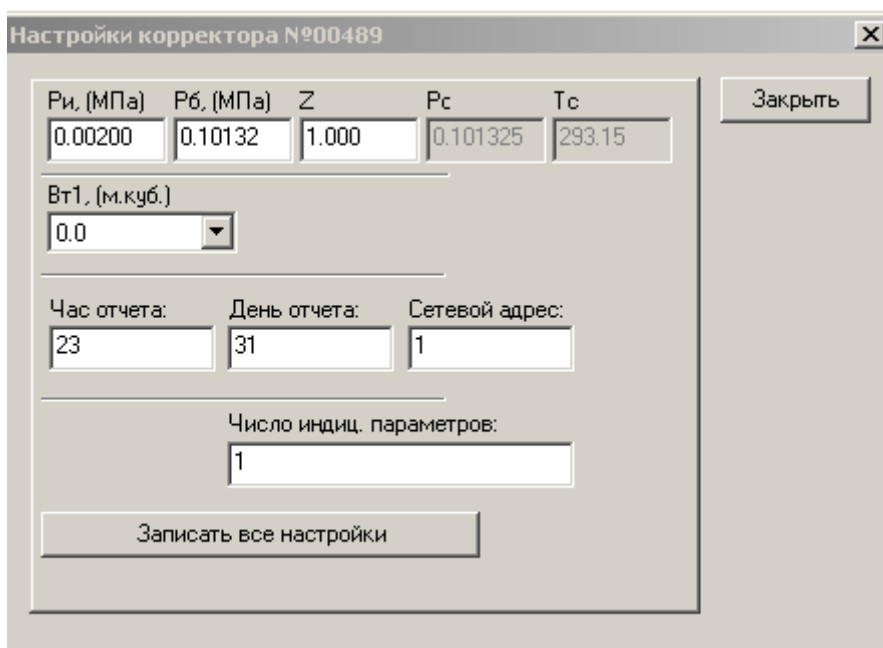 Настройки корректора №00489
Ри, (МПа) Рб, (МПа) Z Рс Тс
0.00200 0.10132 1.000 0.101325 293.15
Закрыть
Вт1, (м.куб.)
0.0
Час отчета: День отчета: Сетевой адрес:
23 31 1
Число индиц. параметров:
1
Записать все настройки